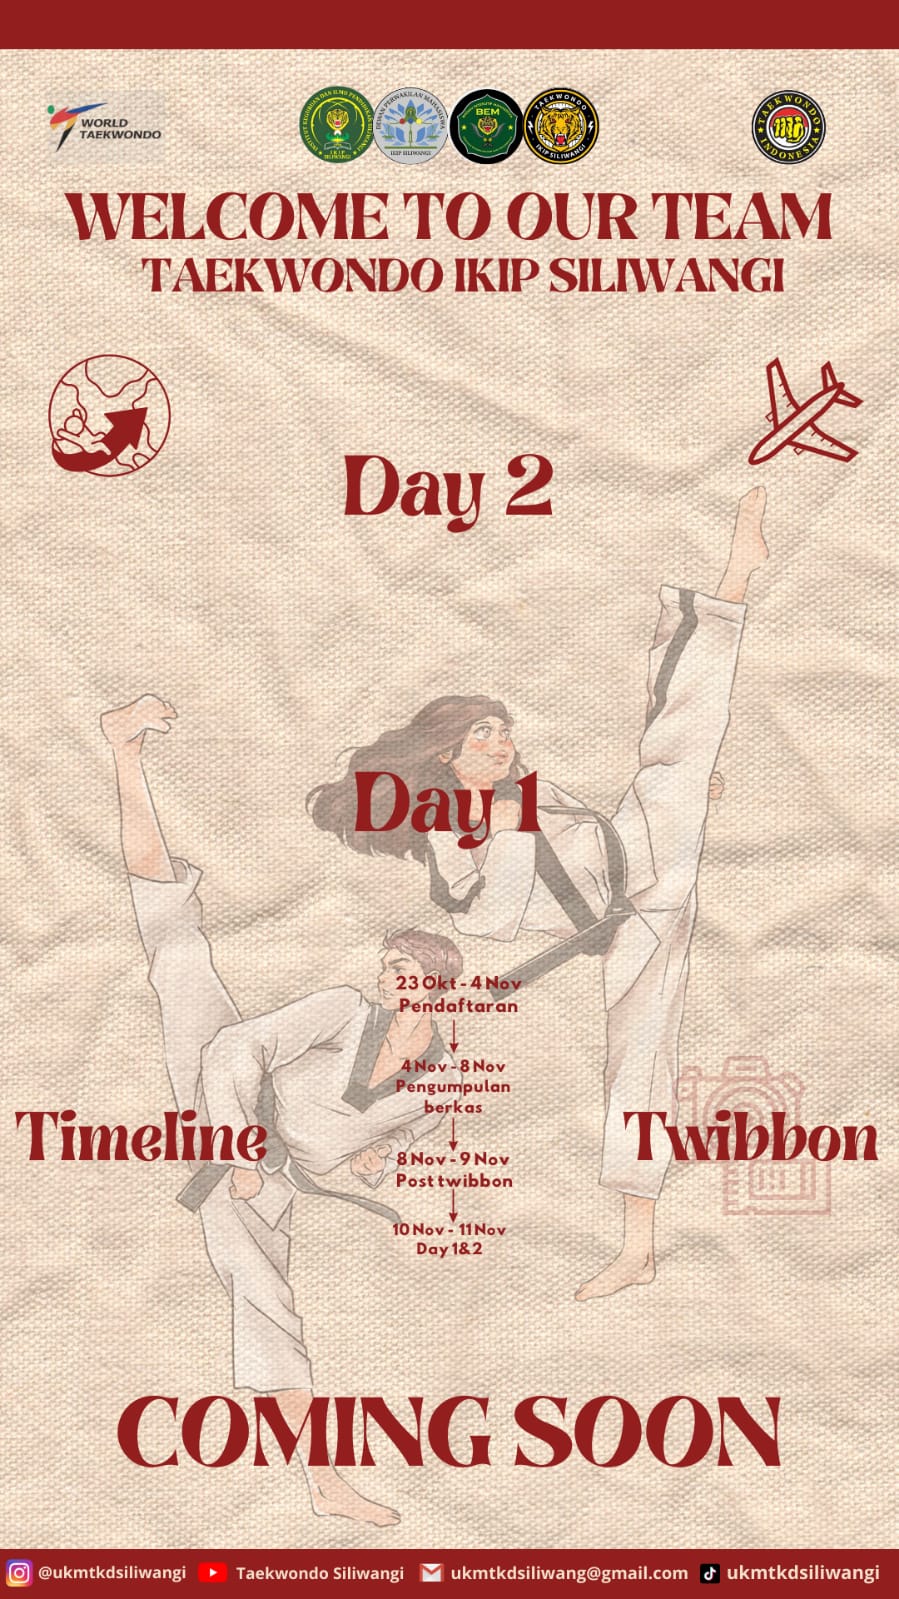 WORLD
TAEKWONDO
DEWAN PERWAKILAN MAHASISWA
IKIP SILIWANGI
BEM
TAEKWONDO
IKIP SILIWANGI
TAEKWONDO
INDONESIA
IKIP
SILIWANGI
WELCOME TO OUR TEAM
TAEKWONDO IKIP SILIWANGI
Day 2
Day 1
23 Okt - 4 Nov
Pendaftaran
4 Nov - 8 Nov
Pengumpulan
berkas
Timeline
Twibbon
8 Nov - 9 Nov
Post twibbon
10 Nov - 11 Nov
Day 1&2
COMING SOON
@ukmtkdsiliwangi
Taekwondo Siliwangi
ukmtkdsiliwang@gmail.com
ukmtkdsiliwangi